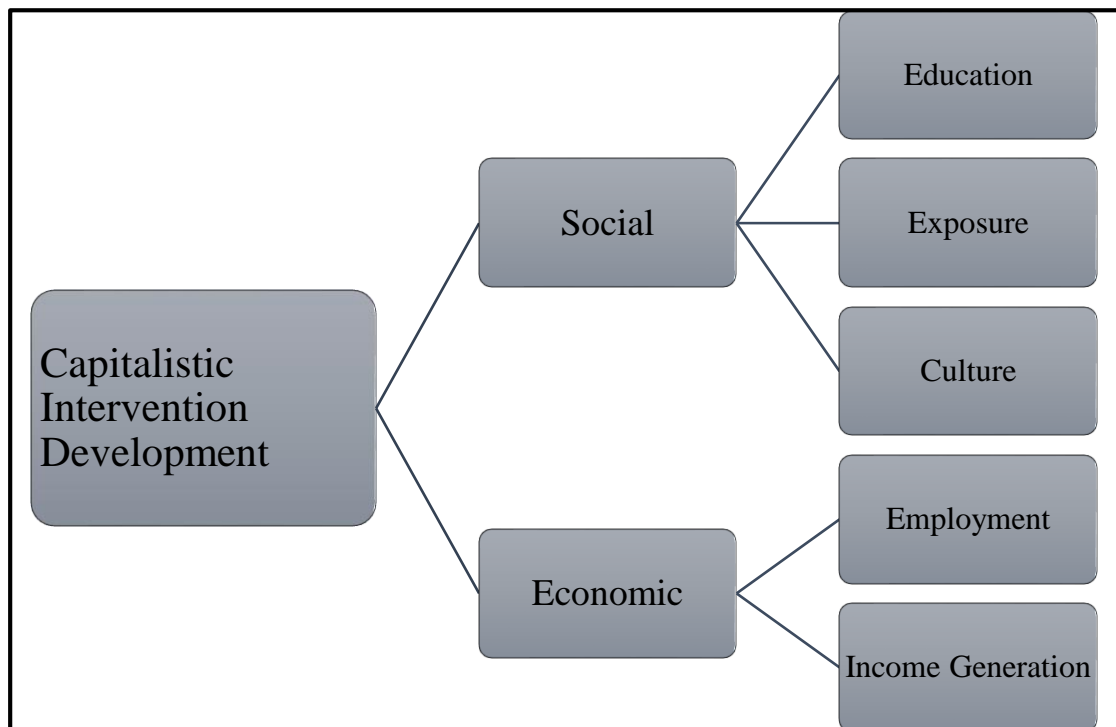 Capitalistic
Intervention
Development
Social
Education
Exposure
Culture
Economic
Employment
Income Generation